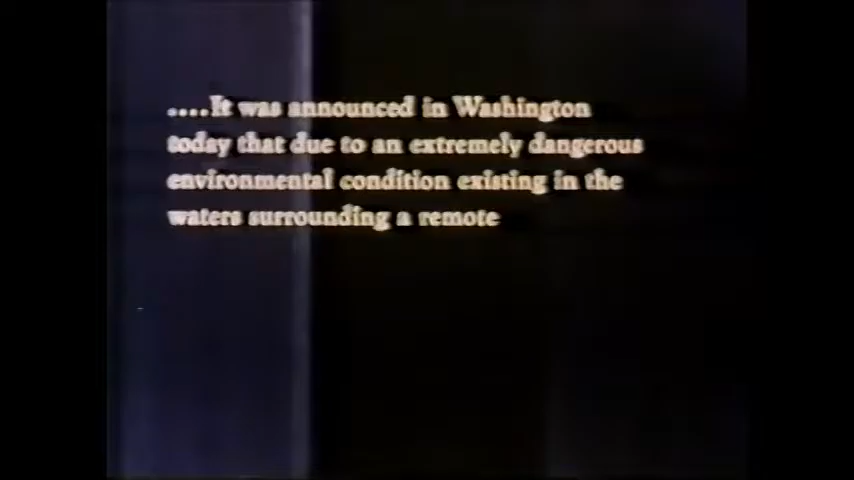 ....It was announced in Washington
today that due to an extremely dangerous
environmental condition existing in the
waters surrounding a remote